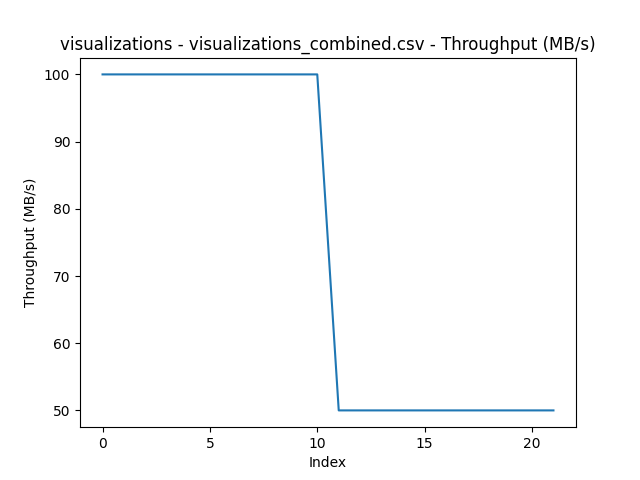 visualizations - visualizations_combined.csv - Throughput (MB/s)
100
90
80
70
60
50
Throughput (MB/s)
0 5 10 15 20
Index